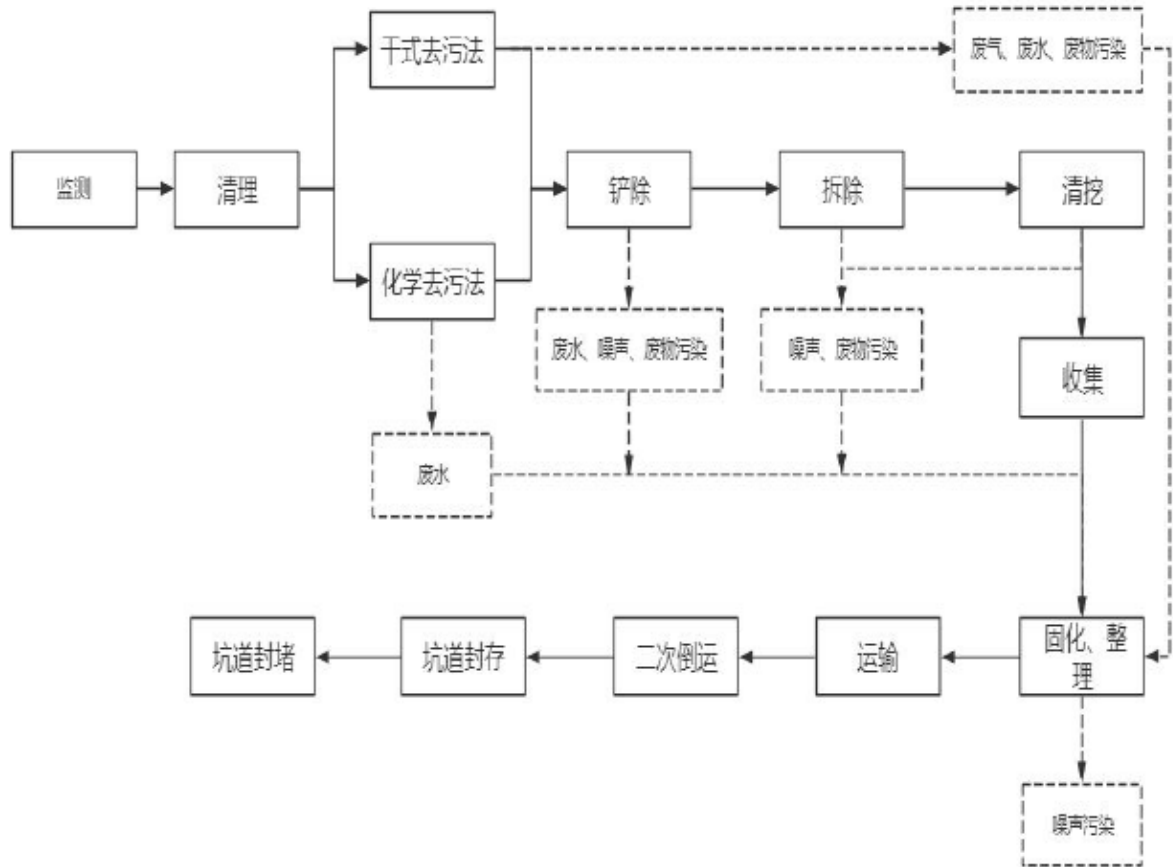 干式去污法
废气、废水、废物污染
监测
清理
铲除
拆除
清挖
化学去污法
废水、噪声、废物污染
噪声、废物污染
收集
废水
坑道封堵
坑道封存
二次倒运
运输
固化、整
理
噪声污染